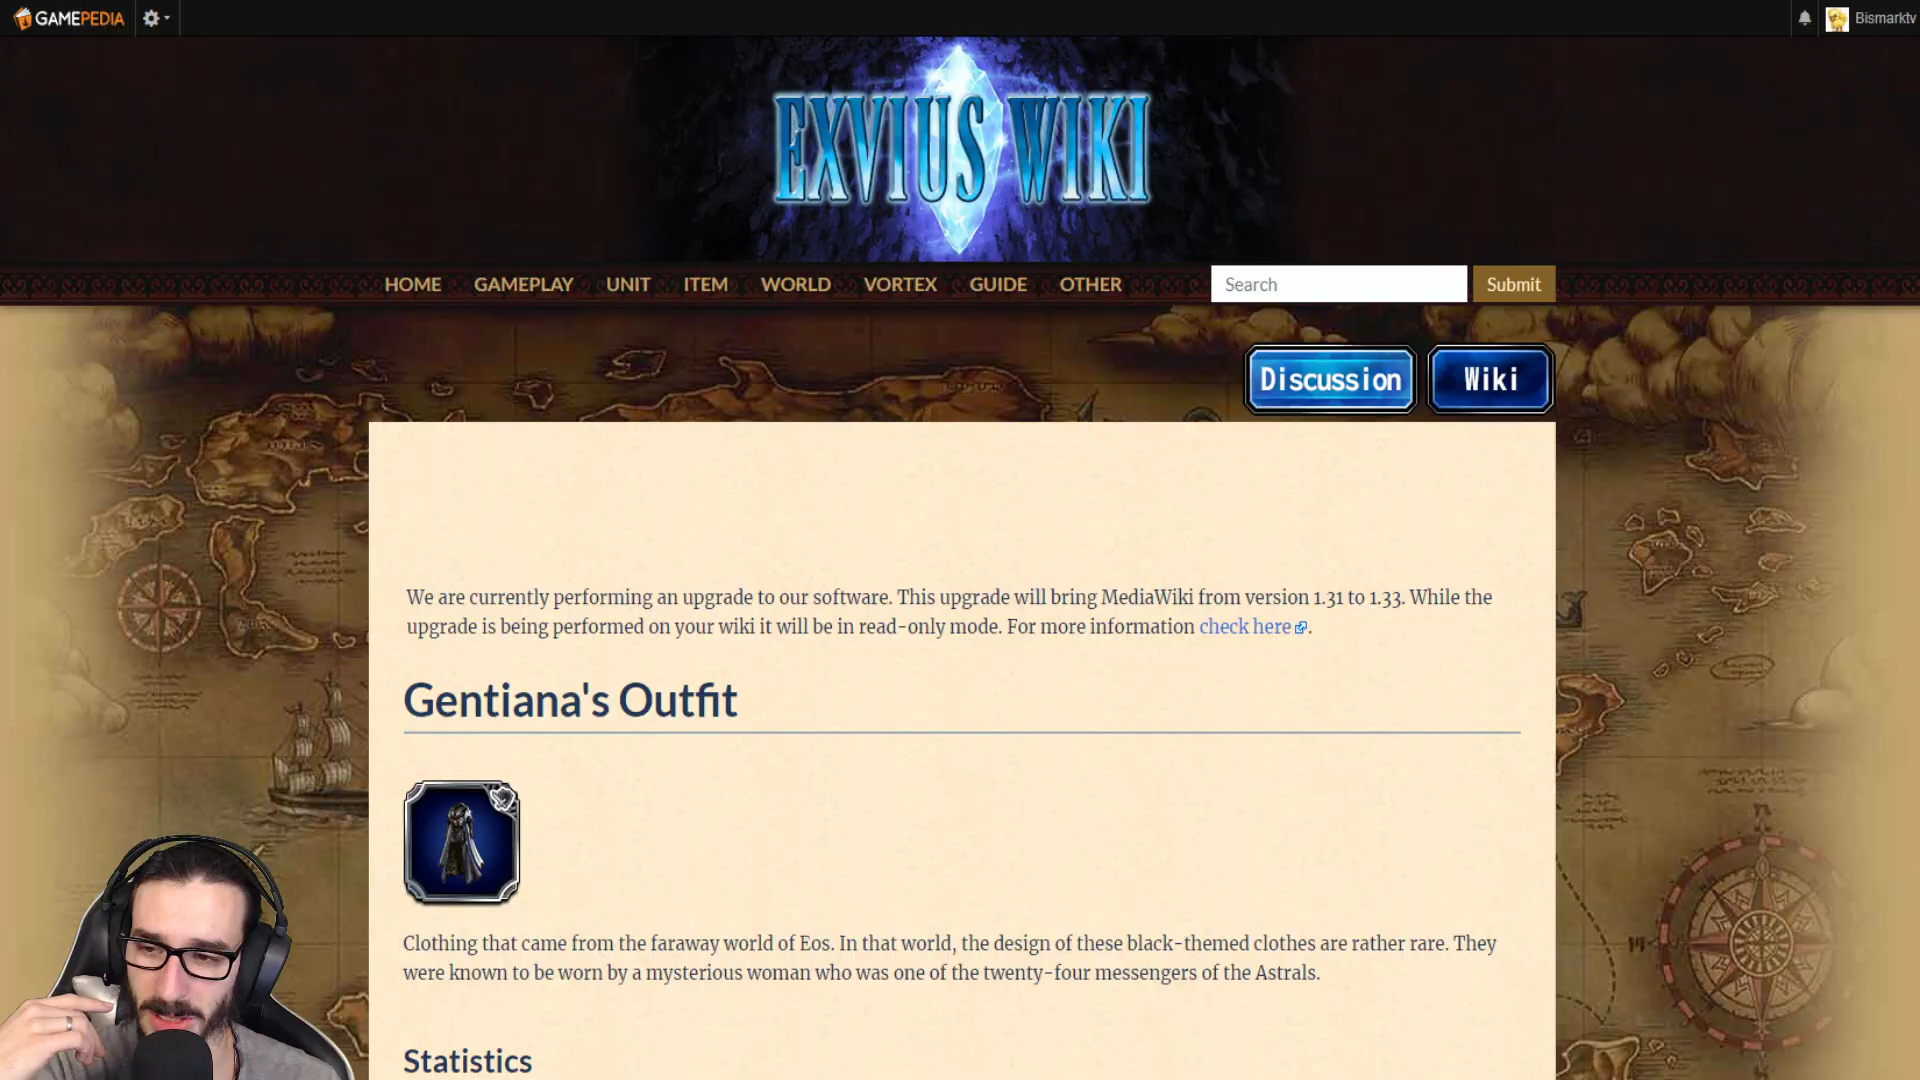 GAMEPEDIA
Bismarktv
EXVIUS WIKI
HOME GAMEPLAY UNIT ITEM WORLD VORTEX GUIDE OTHER Search Submit
Discussion Wiki
We are currently performing an upgrade to our software. This upgrade will bring MediaWiki from version 1.31 to 1.33. While the
upgrade is being performed on your wiki it will be in read-only mode. For more information check here.
Gentiana's Outfit
Clothing that came from the faraway world of Eos. In that world, the design of these black-themed clothes are rather rare. They
were known to be worn by a mysterious woman who was one of the twenty-four messengers of the Astrals.
Statistics